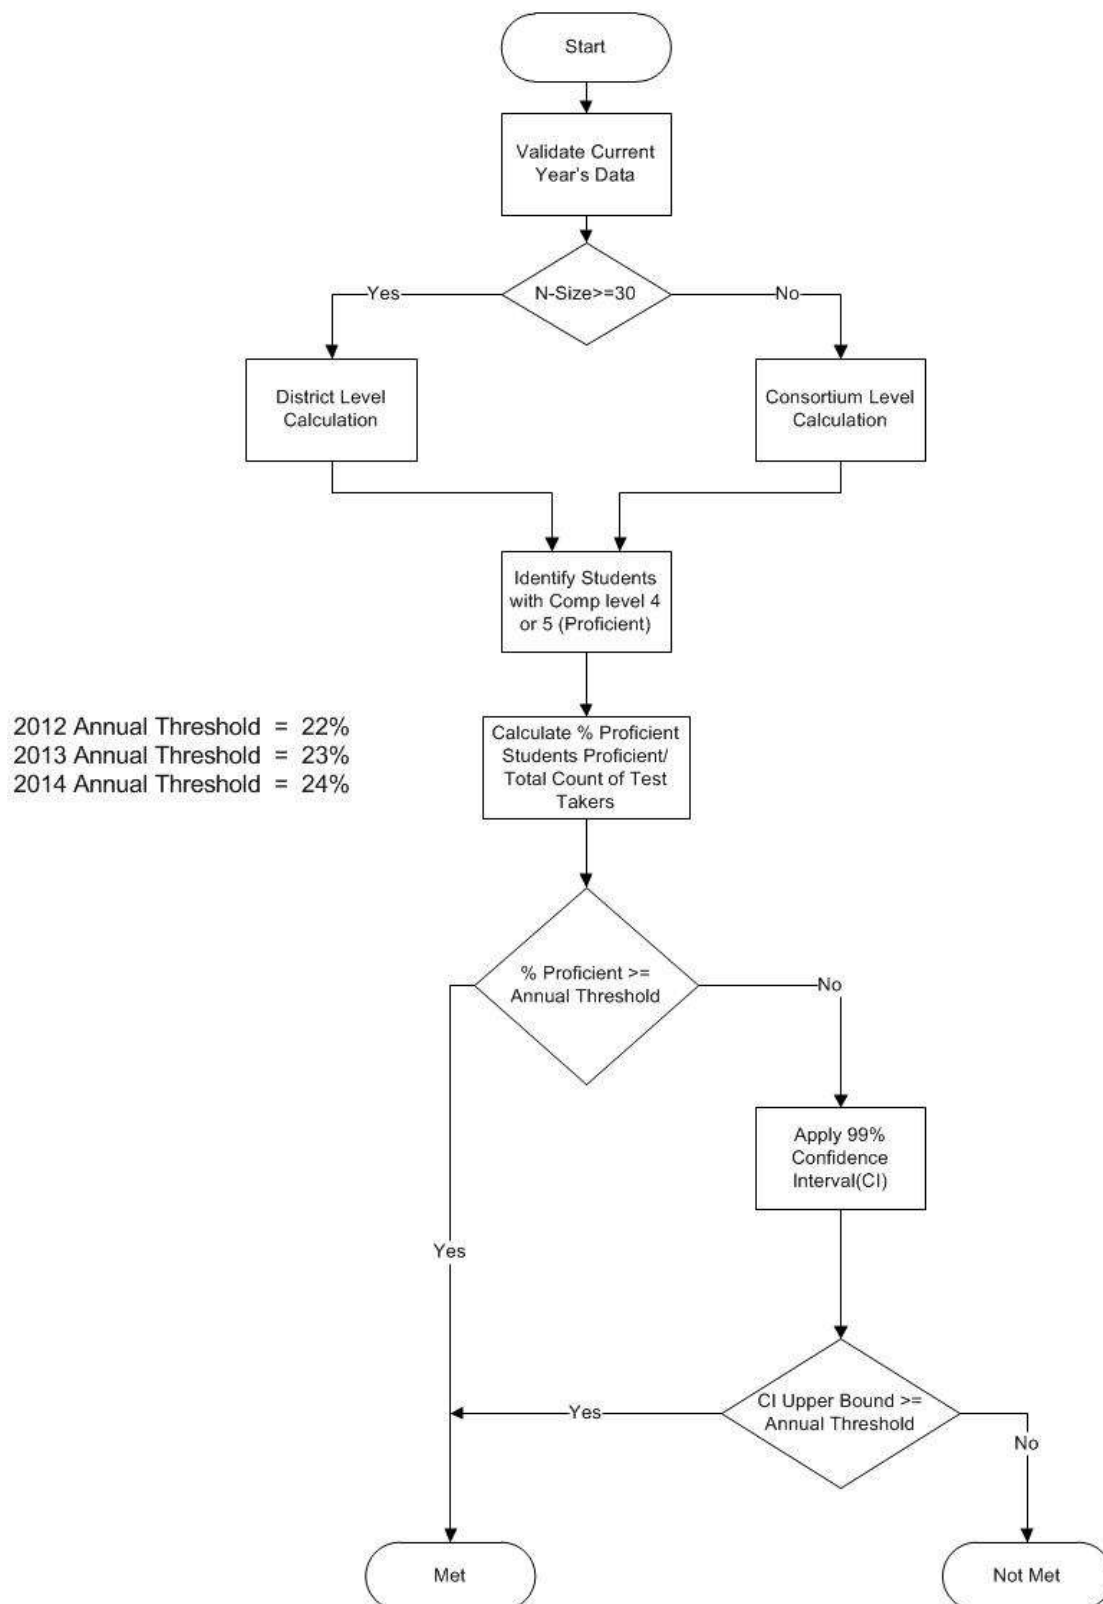 Start
Validate Current
Year's Data
N-Size>=30
Yes
No
District Level
Calculation
Consortium Level
Calculation
Identify Students
with Comp level 4
or 5 (Proficient)
2012 Annual Threshold = 22%
2013 Annual Threshold = 23%
2014 Annual Threshold = 24%
Calculate % Proficient
Students Proficient/
Total Count of Test
Takers
% Proficient >=
Annual Threshold
No
Apply 99%
Confidence
Interval(CI)
Yes
CI Upper Bound >=
Annual Threshold
Yes
No
Met
Not Met